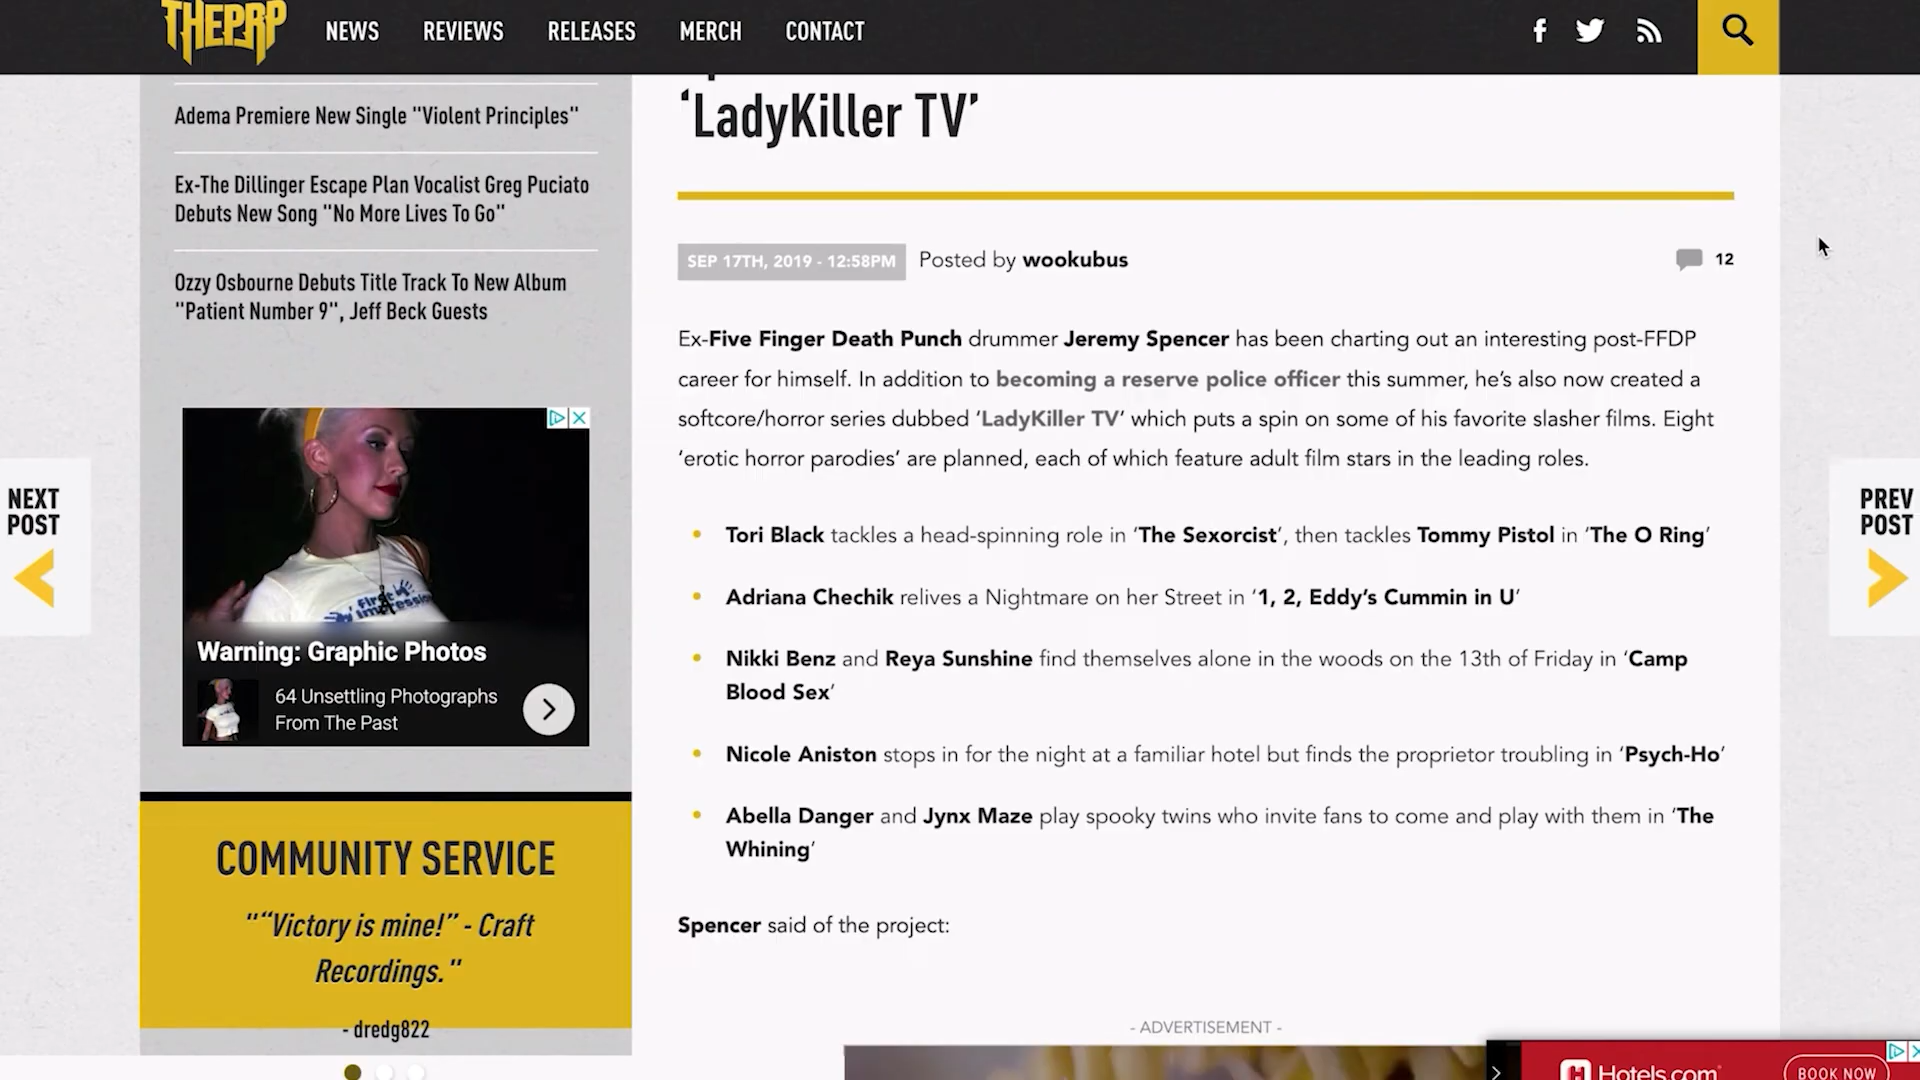 THEPRP
NEWS
REVIEWS
RELEASES
MERCH
CONTACT
Adema Premiere New Single "Violent Principles"
Ex-The Dillinger Escape Plan Vocalist Greg Puciato
Debuts New Song "No More Lives To Go"
Ozzy Osbourne Debuts Title Track To New Album
"Patient Number 9", Jeff Beck Guests
first
impression
Warning: Graphic Photos
64 Unsettling Photographs
From The Past
COMMUNITY SERVICE
"“Victory is mine!” - Craft
Recordings."
- dredg822
NEXT
POST
‘LadyKiller TV’
SEP 17TH, 2019 - 12:58PM
Posted by wookubus
12
Ex-Five Finger Death Punch drummer Jeremy Spencer has been charting out an interesting post-FFDP
career for himself. In addition to becoming a reserve police officer this summer, he’s also now created a
softcore/horror series dubbed ‘LadyKiller TV’ which puts a spin on some of his favorite slasher films. Eight
‘erotic horror parodies’ are planned, each of which feature adult film stars in the leading roles.
• Tori Black tackles a head-spinning role in ‘The Sexorcist’, then tackles Tommy Pistol in ‘The O Ring’
• Adriana Chechik relives a Nightmare on her Street in ‘1, 2, Eddy’s Cummin in U’
• Nikki Benz and Reya Sunshine find themselves alone in the woods on the 13th of Friday in ‘Camp
Blood Sex’
• Nicole Aniston stops in for the night at a familiar hotel but finds the proprietor troubling in ‘Psych-Ho’
• Abella Danger and Jynx Maze play spooky twins who invite fans to come and play with them in ‘The
Whining’
Spencer said of the project:
- ADVERTISEMENT -
PREV
POST
Hotels.com
BOOK NOW